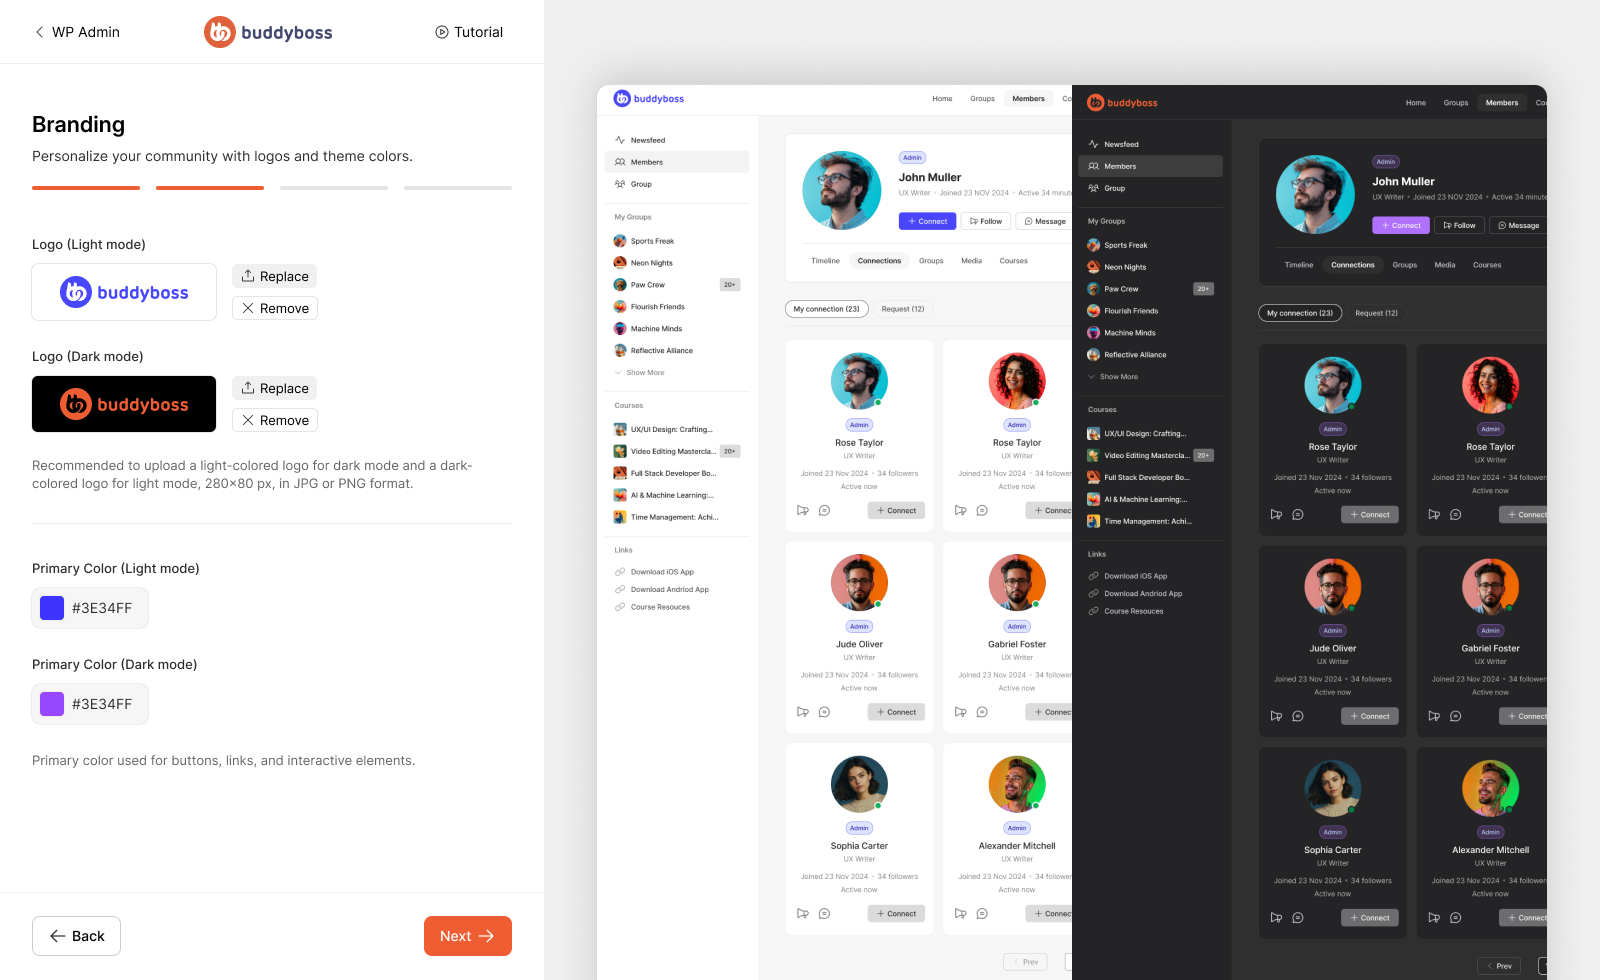 WP Admin
buddyboss
Tutorial
Branding
Personalize your community with logos and theme colors.
Logo (Light mode)
buddyboss
Replace
Remove
Logo (Dark mode)
buddyboss
Replace
Remove
Recommended to upload a light-colored logo for dark mode and a dark-
colored logo for light mode, 280×80 px, in JPG or PNG format.
Primary Color (Light mode)
#3E34FF
Primary Color (Dark mode)
#3E34FF
Primary color used for buttons, links, and interactive elements.
Back
Next
buddyboss
Home Groups Members Co
Newsfeed
Members
Group
My Groups
Sports Freak
Neon Nights
Paw Crew 20+
Flourish Friends
Machine Minds
Reflective Alliance
Show More
Courses
UX/UI Design: Crafting...
Video Editing Mastercla... 20+
Full Stack Developer Bo...
AI & Machine Learning:...
Time Management: Achi...
Links
Download iOS App
Download Andriod App
Course Resouces
Admin
John Muller
UX Writer • Joined 23 NOV 2024 • Active 34 minute
Connect Follow Message
Timeline Connections Groups Media Courses
My connection (23) Request (12)
Admin
Rose Taylor
UX Writer
Joined 23 Nov 2024 • 34 followers
Active now
Connect
Admin
Rose Taylor
UX Writer
Joined 23 Nov 2024 • 34 follower
Active now
Connec
Admin
Jude Oliver
UX Writer
Joined 23 Nov 2024 • 34 followers
Active now
Connect
Admin
Gabriel Foster
UX Writer
Joined 23 Nov 2024 • 34 follower
Active now
Connec
Admin
Sophia Carter
UX Writer
Joined 23 Nov 2024 • 34 followers
Active now
Connect
Admin
Alexander Mitchell
UX Writer
Joined 23 Nov 2024 • 34 follower
Active now
Connec
Prev
buddyboss
Home Groups Members Co
Newsfeed
Members
Group
My Groups
Sports Freak
Neon Nights
Paw Crew 20+
Flourish Friends
Machine Minds
Reflective Alliance
Show More
Courses
UX/UI Design: Crafting...
Video Editing Mastercla... 20+
Full Stack Developer Bo...
AI & Machine Learning:...
Time Management: Achi...
Links
Download iOS App
Download Andriod App
Course Resouces
Admin
John Muller
UX Writer • Joined 23 NOV 2024 • Active 34 minute
Connect Follow Message
Timeline Connections Groups Media Courses
My connection (23) Request (12)
Admin
Rose Taylor
UX Writer
Joined 23 Nov 2024 • 34 followers
Active now
Connect
Admin
Rose Taylor
UX Writer
Joined 23 Nov 2024 • 34 follower
Active now
Connec
Admin
Jude Oliver
UX Writer
Joined 23 Nov 2024 • 34 followers
Active now
Connect
Admin
Gabriel Foster
UX Writer
Joined 23 Nov 2024 • 34 follower
Active now
Connec
Admin
Sophia Carter
UX Writer
Joined 23 Nov 2024 • 34 followers
Active now
Connect
Admin
Alexander Mitchell
UX Writer
Joined 23 Nov 2024 • 34 follower
Active now
Connec
Prev